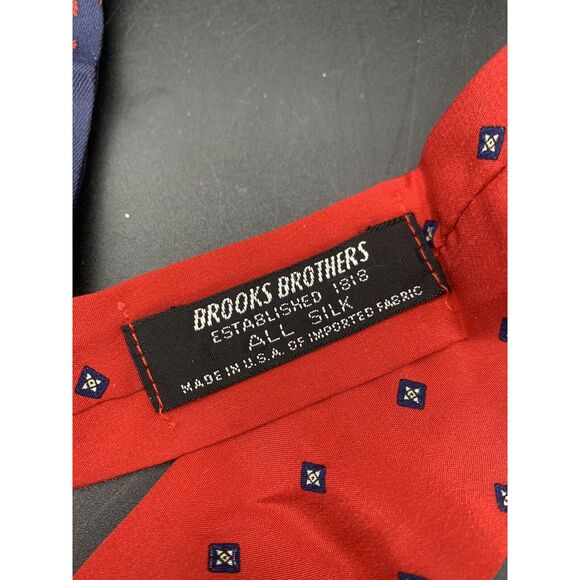 BROOKS BROTHERS
ESTABLISHED 1818
ALL SILK
MADE IN U.S.A. OF IMPORTED FABRIC